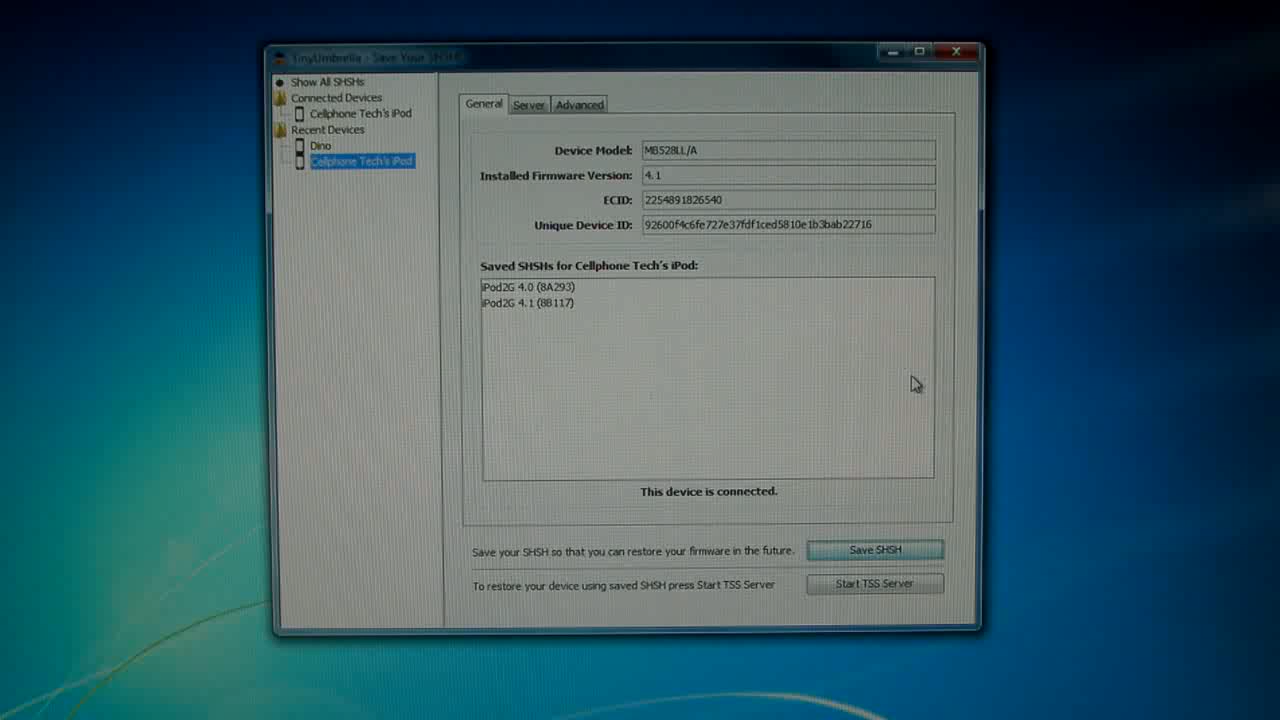 TinyUmbrella - Save Your SHSH!
Show All SHSHs
Connected Devices
Cellphone Tech's iPod
Recent Devices
Dino
Cellphone Tech's iPod
General Server Advanced
Device Model: MB528LL/A
Installed Firmware Version: 4.1
ECID: 2254891826540
Unique Device ID: 92600f4c6fe727e37fdf1ced5810e1b3bab22716
Saved SHSHs for Cellphone Tech's iPod:
iPod2G 4.0 (8A293)
iPod2G 4.1 (8B117)
This device is connected.
Save your SHSH so that you can restore your firmware in the future. Save SHSH
To restore your device using saved SHSH press Start TSS Server Start TSS Server